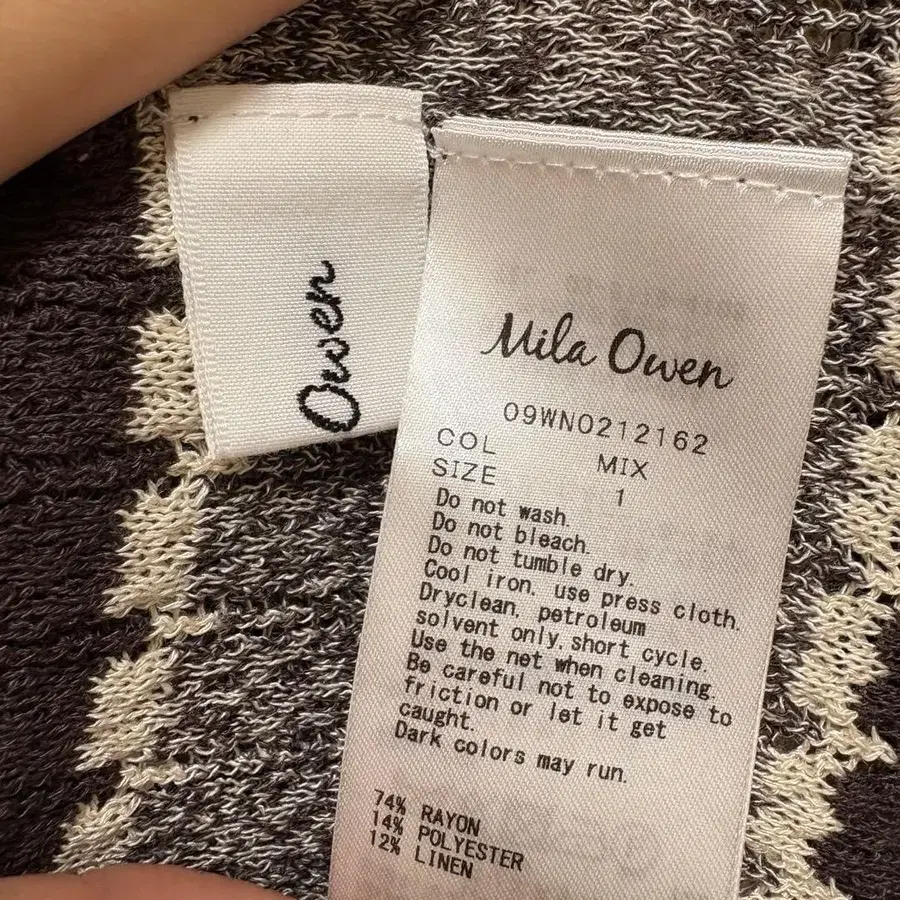 Owen
Mila Owen
09WNO212162
COL MIX
SIZE 1
Do not wash.
Do not bleach.
Do not tumble dry.
Cool iron. use press cloth.
Dryclean. petroleum
solvent only.short cycle.
Use the net when cleaning.
Be careful not to expose to
friction or let it get
caught.
Dark colors may run.
74% RAYON
14% POLYESTER
12% LINEN